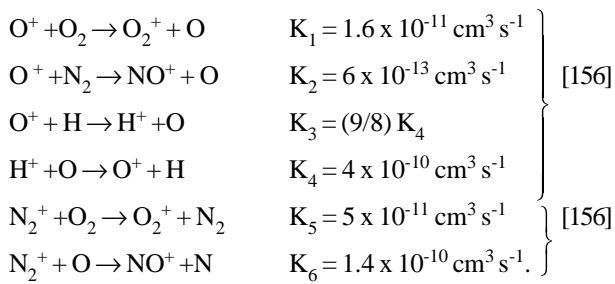 O⁺ +O₂ → O₂⁺ + O K₁ = 1.6 x 10⁻¹¹ cm³ s⁻¹
O⁺ +N₂ → NO⁺ + O K₂ = 6 x 10⁻¹³ cm³ s⁻¹ [156]
O⁺ + H → H⁺ +O K₃ = (9/8) K₄
H⁺ +O → O⁺ + H K₄ = 4 x 10⁻¹⁰ cm³ s⁻¹
N₂⁺ +O₂ → O₂⁺ + N₂ K₅ = 5 x 10⁻¹¹ cm³ s⁻¹ [156]
N₂⁺ + O → NO⁺ +N K₆ = 1.4 x 10⁻¹⁰ cm³ s⁻¹.